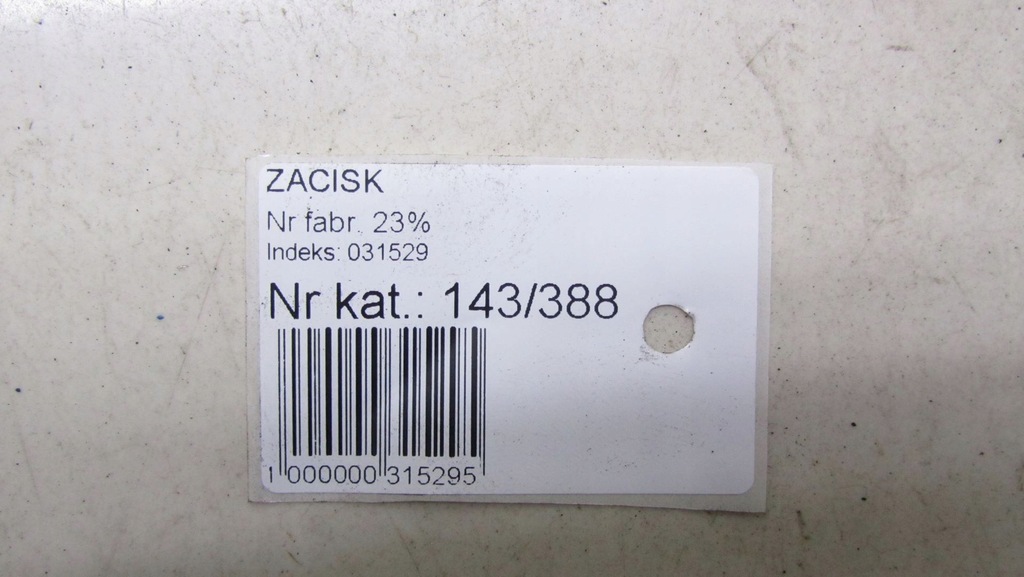 ZACISK
Nr fabr. 23%
Indeks: 031529
Nr kat.: 143/388
1 000000 315295